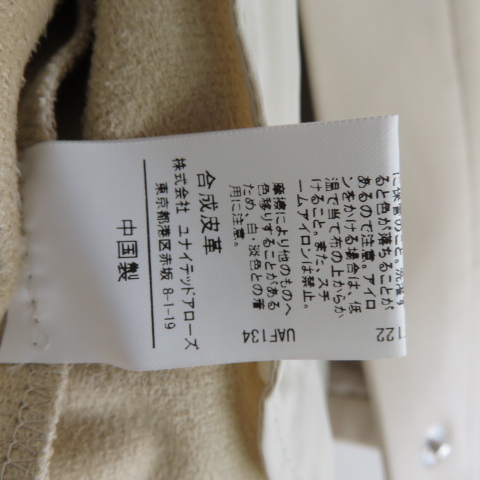 に保管のこと。洗濯す
ると色が落ちることが
あるので注意。アイロ
ンをかける場合は、低
温で当て布の上からか
けること。また、スチ
ームアイロンは禁止。
摩擦により他のものへ
色移りすることがある
ため、白・淡色との着
用に注意。
合成皮革
株式会社 ユナイテッドアローズ
東京都港区赤坂 8-1-19
中国製
122
UAF134